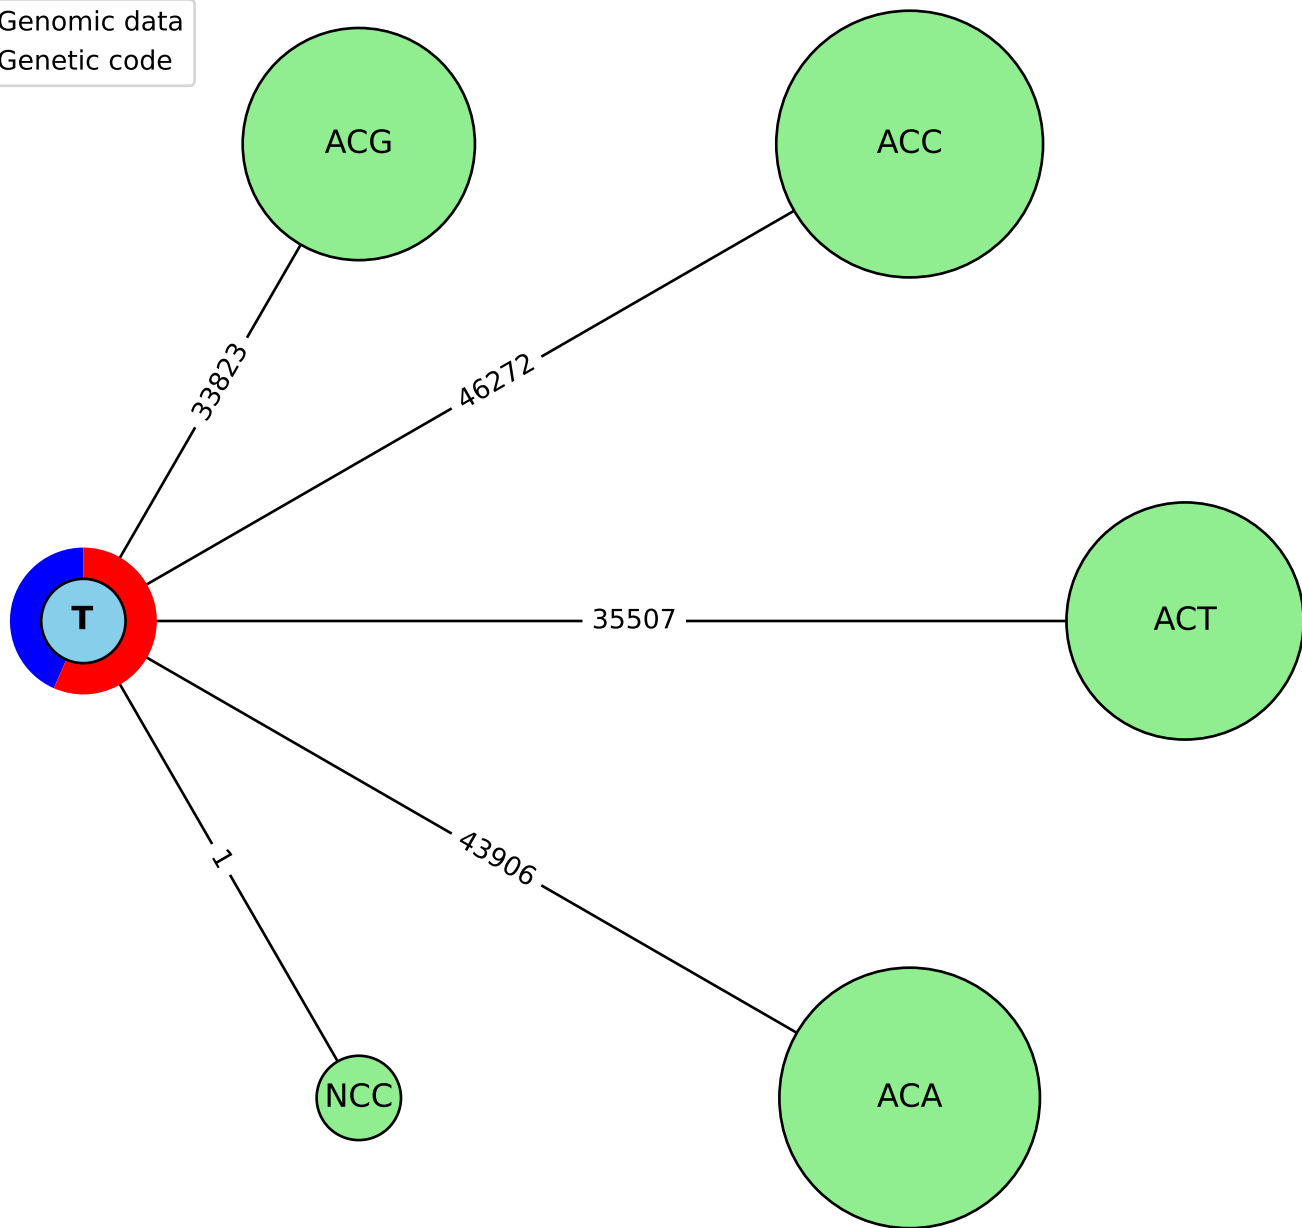 Genomic data
Genetic code
ACG
ACC
33823
46272
T
35507
ACT
1
43906
NCC
ACA